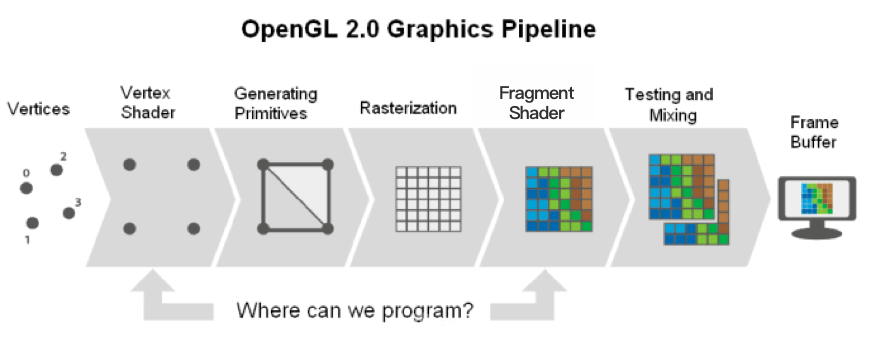 OpenGL 2.0 Graphics Pipeline
Vertices
Vertex
Shader
Generating
Primitives
Rasterization
Fragment
Shader
Testing and
Mixing
Frame
Buffer
0
2
3
1
Where can we program?